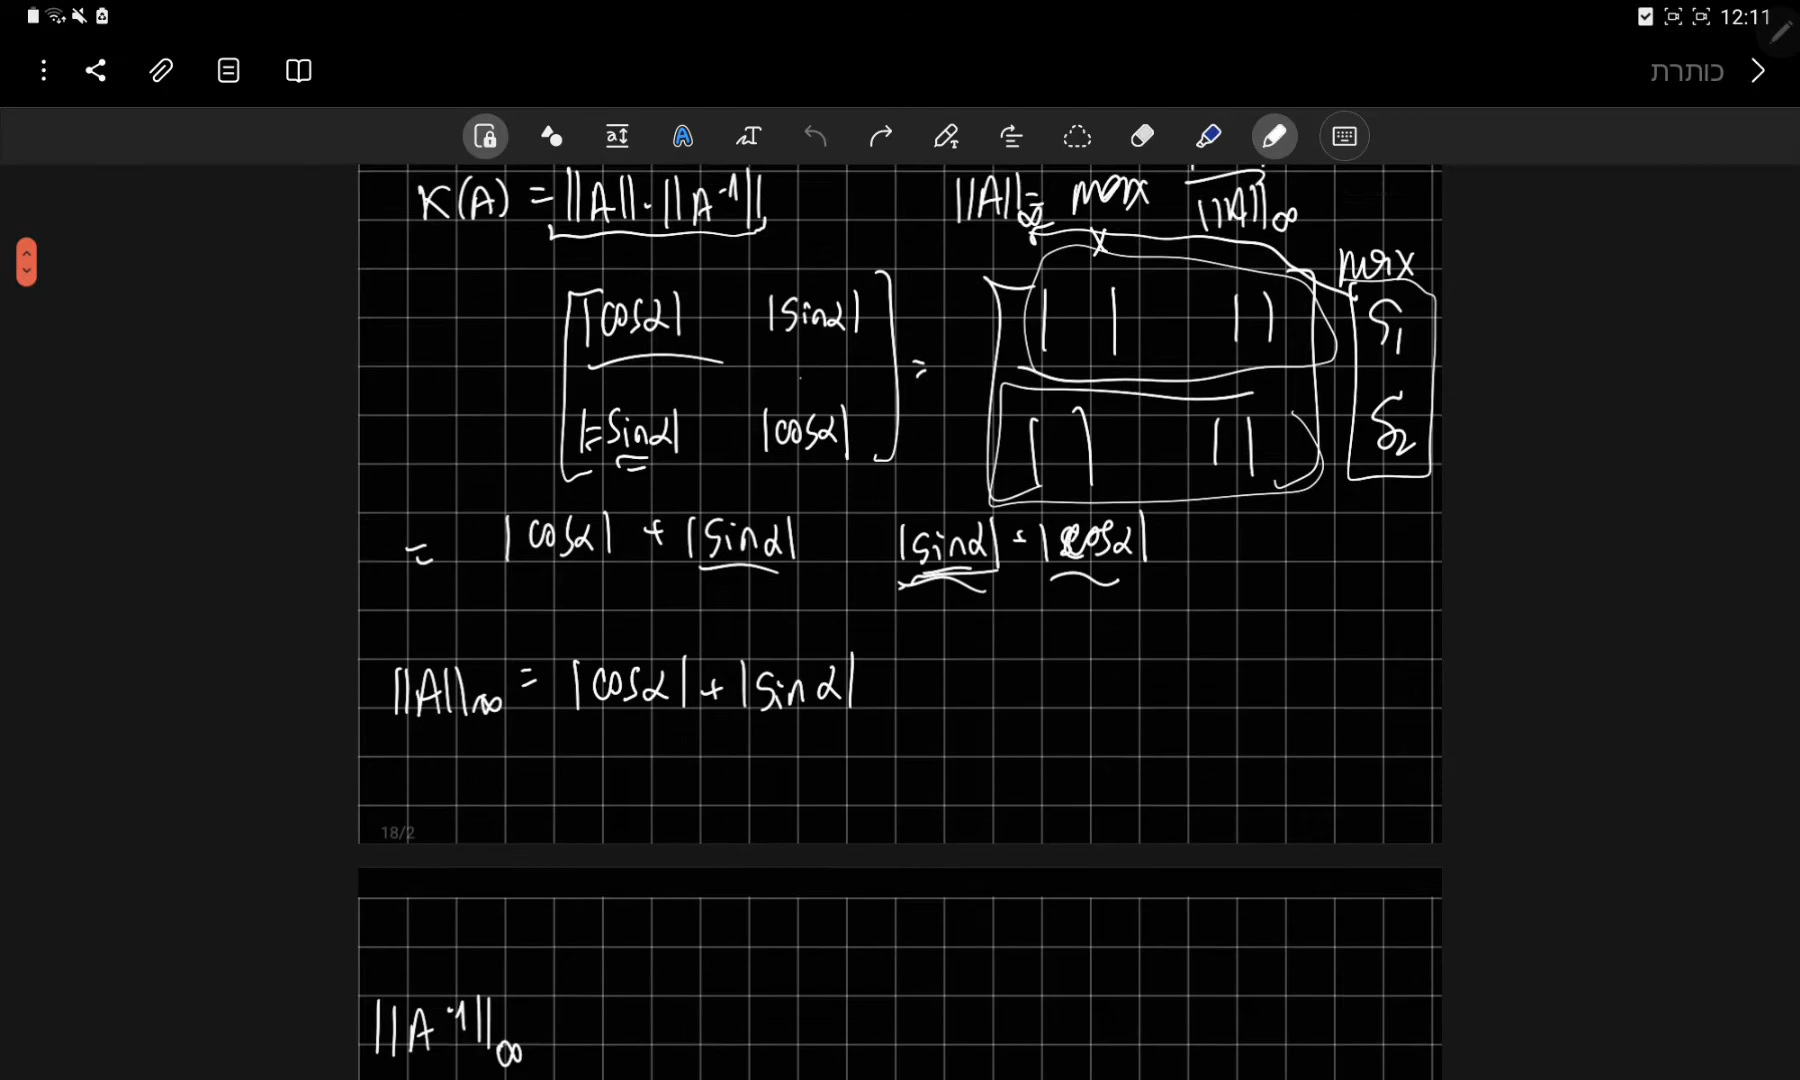 12:11
כותרת
K(A) = ||A|| · ||A⁻¹||
||A||∞ = max ||A||∞
x
max
|cosα| |sinα|
=
| | | | S₁
|-sinα| |cosα|
| | | | S₂
= |cosα| + |sinα| |sinα| + |cosα|
||A||∞ = |cosα| + |sinα|
18/2
||A⁻¹||∞